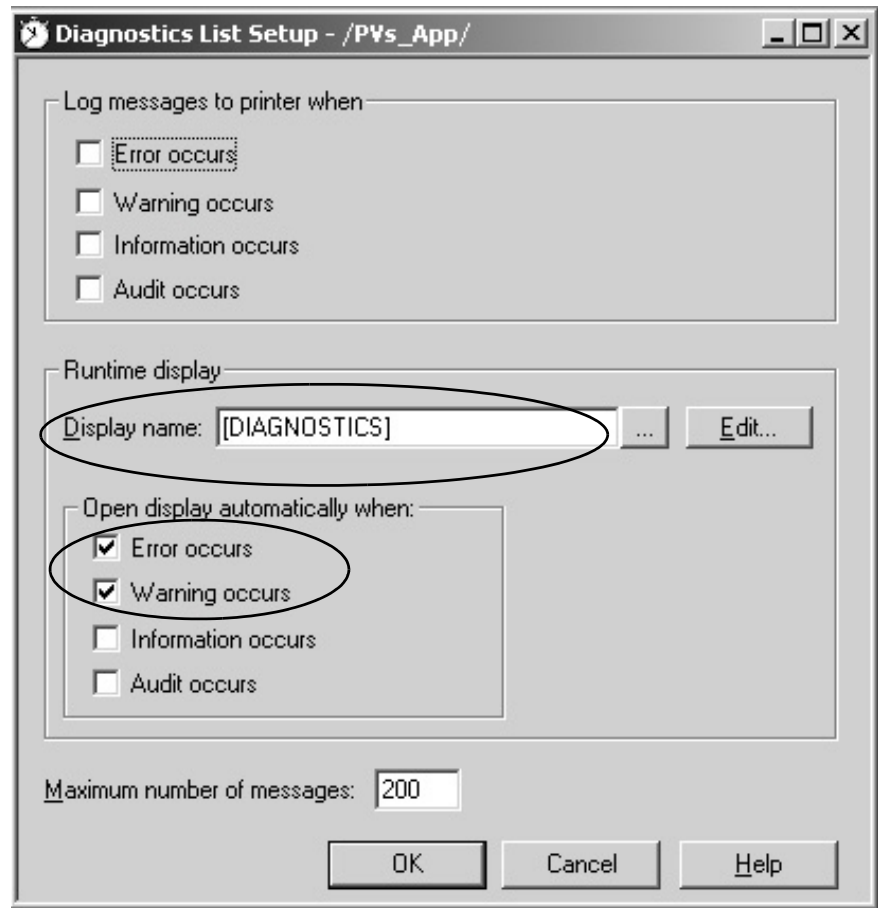 Diagnostics List Setup - /PVs_App/
Log messages to printer when
Error occurs
Warning occurs
Information occurs
Audit occurs
Runtime display
Display name: [DIAGNOSTICS] ... Edit...
Open display automatically when:
Error occurs
Warning occurs
Information occurs
Audit occurs
Maximum number of messages: 200
OK Cancel Help